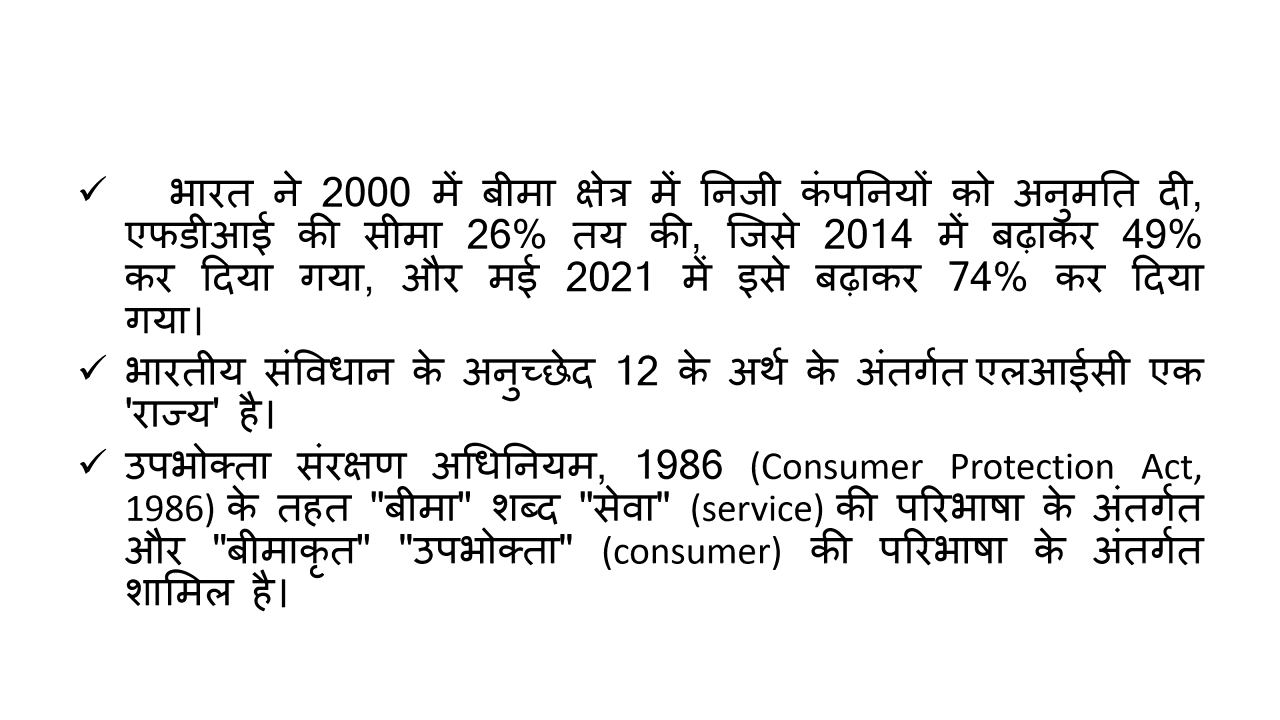 ✓ भारत ने 2000 में बीमा क्षेत्र में निजी कंपनियों को अनुमति दी,
एफडीआई की सीमा 26% तय की, जिसे 2014 में बढ़ाकर 49%
कर दिया गया, और मई 2021 में इसे बढ़ाकर 74% कर दिया
गया।
✓ भारतीय संविधान के अनुच्छेद 12 के अर्थ के अंतर्गत एलआईसी एक
'राज्य' है।
✓ उपभोक्ता संरक्षण अधिनियम, 1986 (Consumer Protection Act,
1986) के तहत "बीमा" शब्द "सेवा" (service) की परिभाषा के अंतर्गत
और "बीमाकृत" "उपभोक्ता" (consumer) की परिभाषा के अंतर्गत
शामिल है।